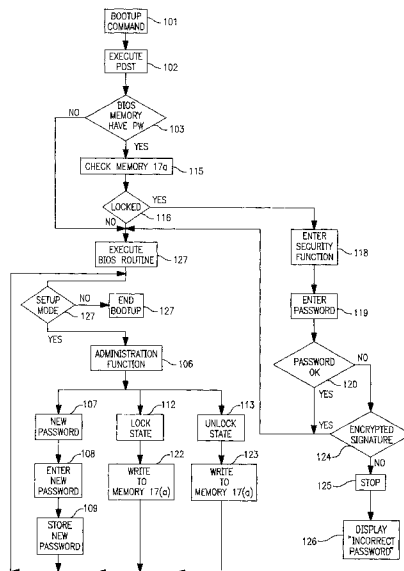 BOOTUP
COMMAND
101
EXECUTE
POST
102
BIOS
MEMORY
HAVE PW
103
NO
YES
CHECK MEMORY 17a
115
LOCKED
116
YES
NO
ENTER
SECURITY
FUNCTION
118
EXECUTE
BIOS ROUTINE
127
ENTER
PASSWORD
119
SETUP
MODE
127
NO
END
BOOTUP
127
YES
PASSWORD
OK
120
NO
YES
ADMINISTRATION
FUNCTION
106
ENCRYPTED
SIGNATURE
124
YES
NO
107
NEW
PASSWORD
112
LOCK
STATE
113
UNLOCK
STATE
108
ENTER
NEW
PASSWORD
122
WRITE
TO
MEMORY 17(a)
123
WRITE
TO
MEMORY 17(a)
125
STOP
109
STORE
NEW
PASSWORD
126
DISPLAY
"INCORRECT
PASSWORD"